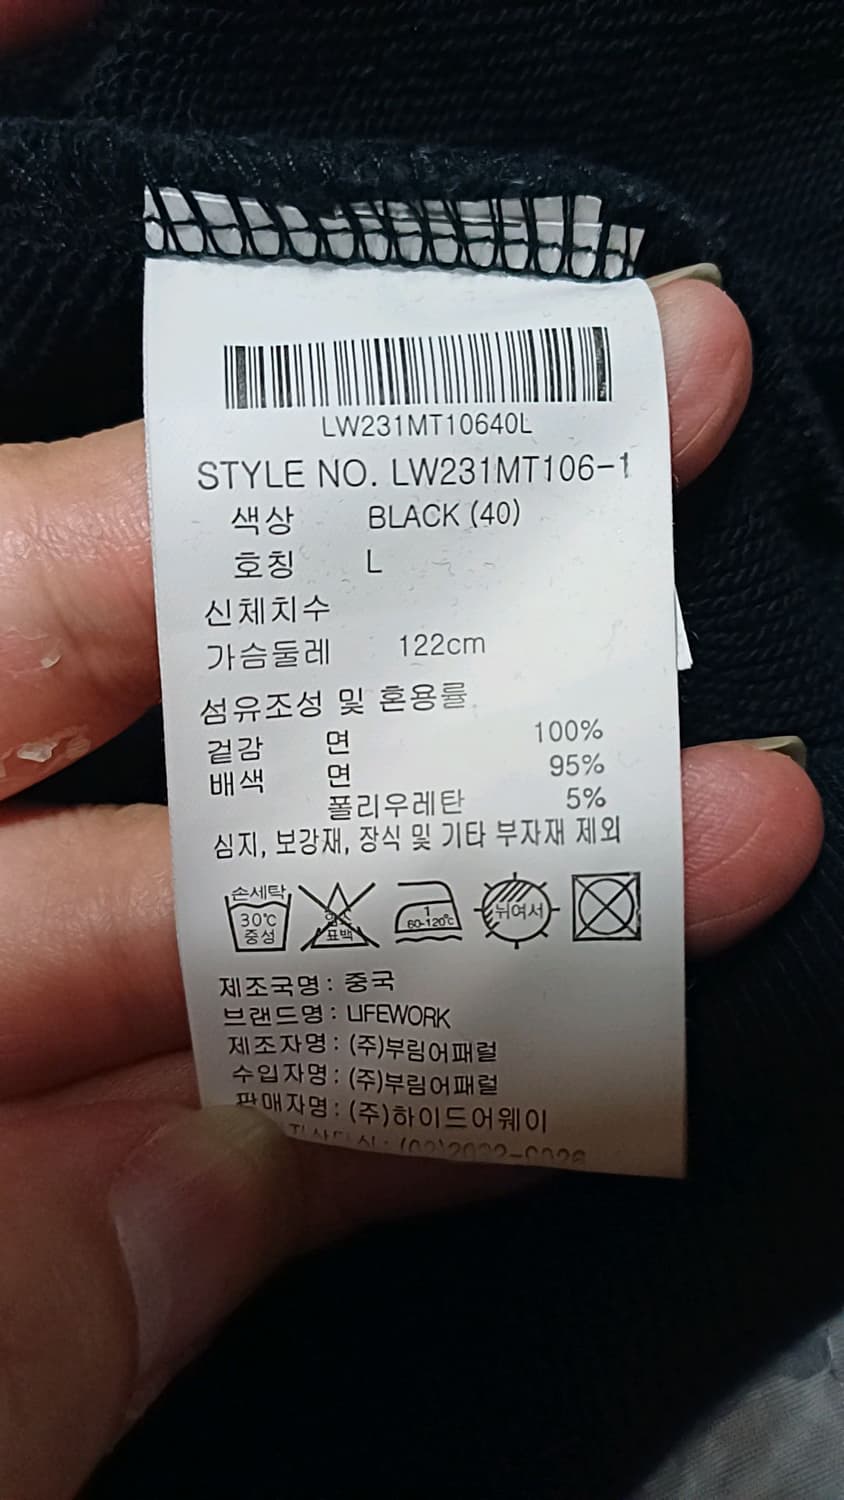 LW231MT10640L
STYLE NO. LW231MT106-1
색상 BLACK (40)
호칭 L
신체치수
가슴둘레 122cm
섬유조성 및 혼용률
겉감 면 100%
배색 면 95%
폴리우레탄 5%
심지, 보강재, 장식 및 기타 부자재 제외
손세탁
30℃
중성
염소
표백
1
60-120℃
뉘여서
제조국명: 중국
브랜드명: LIFEWORK
제조자명: (주)부림어패럴
수입자명: (주)부림어패럴
판매자명: (주)하이드어웨이